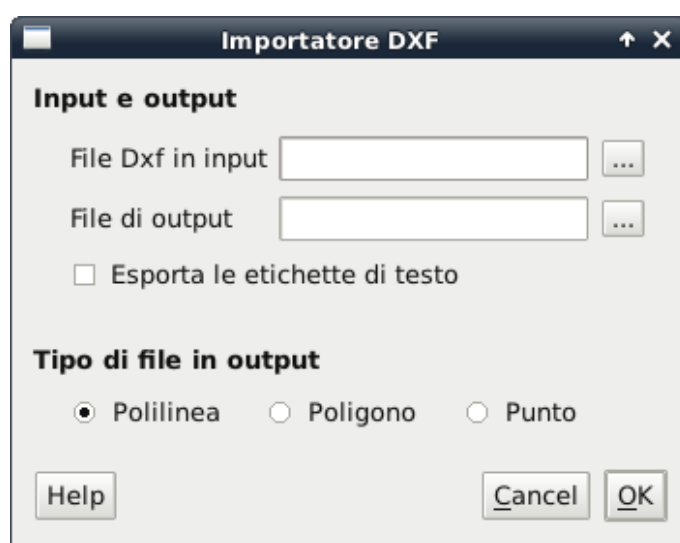 Importatore DXF
Input e output
File Dxf in input ...
File di output ...
Esporta le etichette di testo
Tipo di file in output
Polilinea Poligono Punto
Help Cancel OK